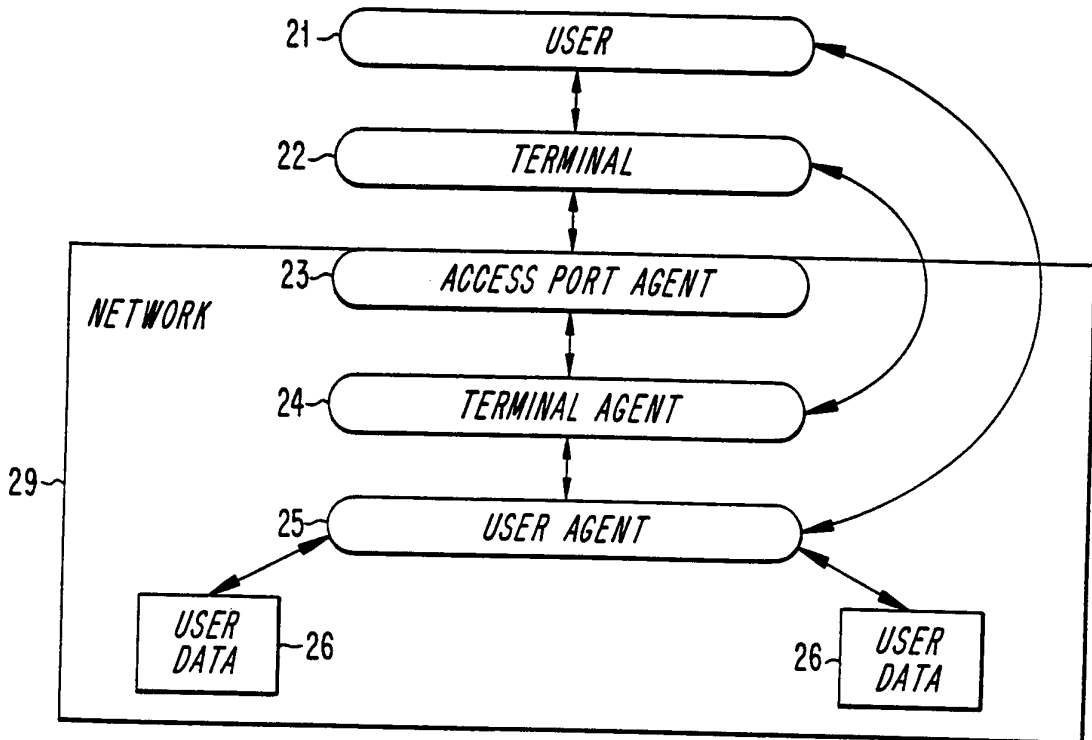 21
USER
22
TERMINAL
23
ACCESS PORT AGENT
NETWORK
24
TERMINAL AGENT
29
25
USER AGENT
USER
DATA
26
26
USER
DATA